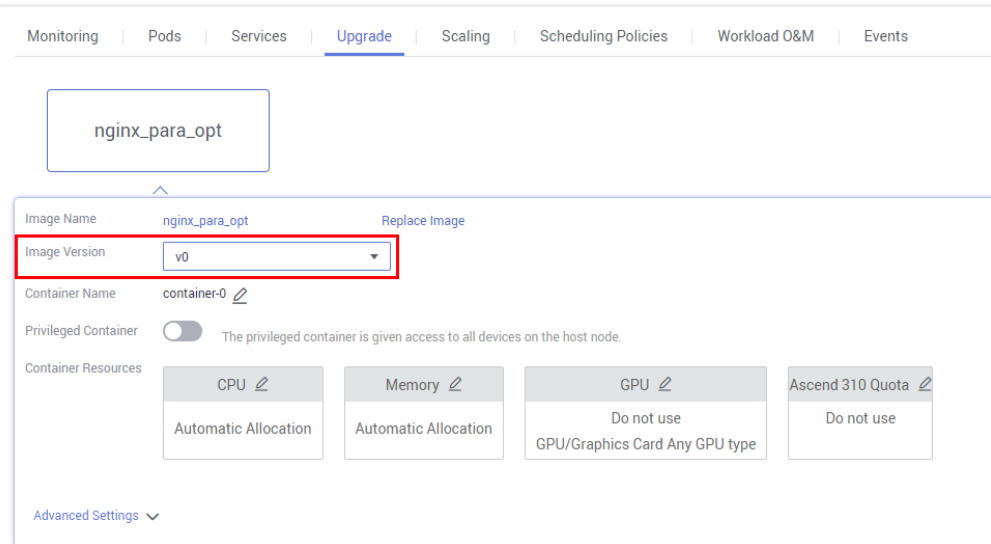 Monitoring Pods Services Upgrade Scaling Scheduling Policies Workload O&M Events
nginx_para_opt
Image Name nginx_para_opt Replace Image
Image Version v0
Container Name container-0
Privileged Container The privileged container is given access to all devices on the host node.
Container Resources
CPU Memory GPU Ascend 310 Quota
Automatic Allocation Automatic Allocation Do not use Do not use
GPU/Graphics Card Any GPU type
Advanced Settings